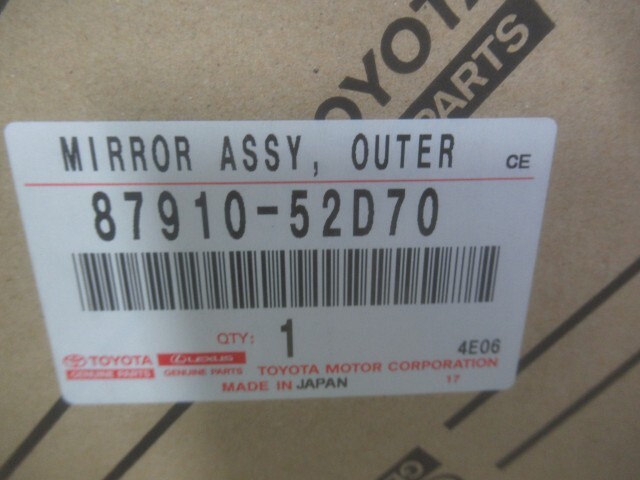 TOYOTA
PARTS
MIRROR ASSY, OUTER CE
87910-52D70
QTY: 1 4E06
TOYOTA LEXUS
GENUINE PARTS GENUINE PARTS TOYOTA MOTOR CORPORATION
MADE IN JAPAN 17